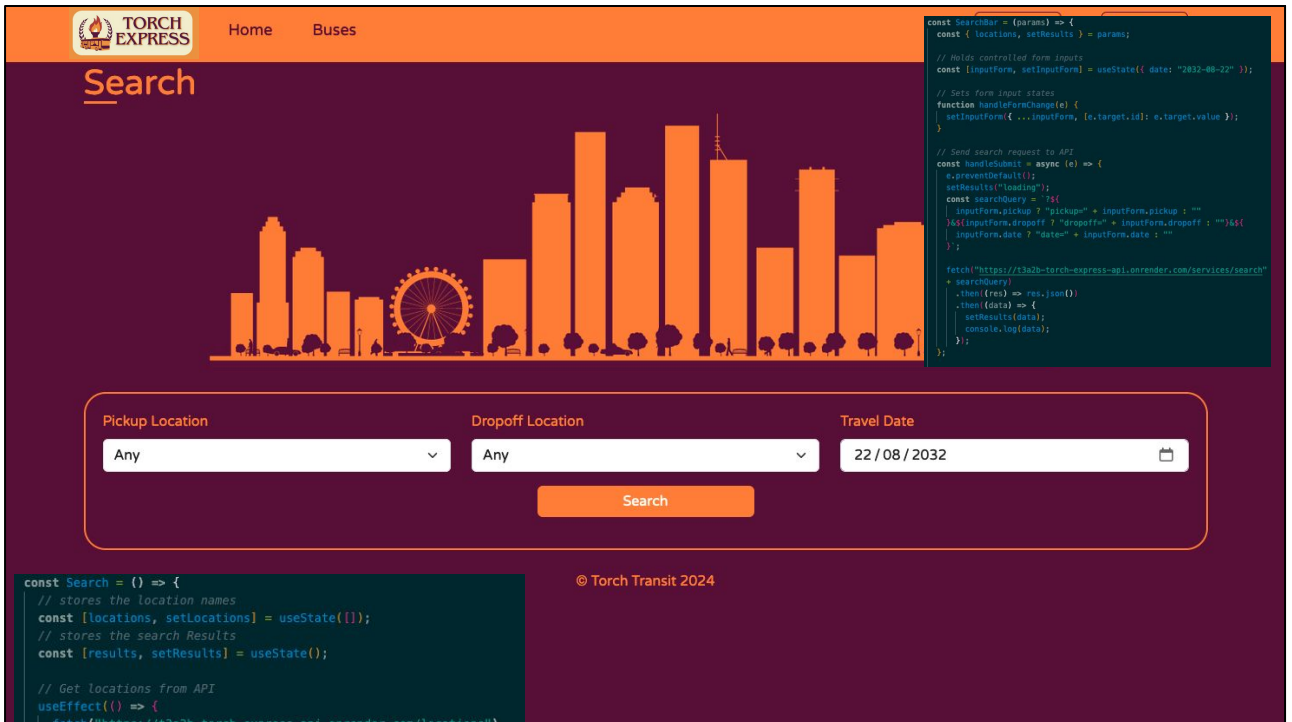 TORCH
EXPRESS
Home
Buses
Search
const SearchBar = (params) => {
const { locations, setResults } = params;
// Holds controlled form inputs
const [inputForm, setInputForm] = useState({ date: "2032-08-22" });
// Sets form input states
function handleFormChange(e) {
setInputForm({ ...inputForm, [e.target.id]: e.target.value });
}
// Send search request to API
const handleSubmit = async (e) => {
e.preventDefault();
setResults("loading");
const searchQuery = `?${
inputForm.pickup ? "pickup=" + inputForm.pickup : ""
}&${inputForm.dropoff ? "dropoff=" + inputForm.dropoff : ""}&${
inputForm.date ? "date=" + inputForm.date : ""
}`;
fetch("https://t3a2b-torch-express-api.onrender.com/services/search"
+ searchQuery)
.then((res) => res.json())
.then((data) => {
setResults(data);
console.log(data);
});
};
Pickup Location
Dropoff Location
Travel Date
Any
Any
22 / 08 / 2032
Search
© Torch Transit 2024
const Search = () => {
// stores the location names
const [locations, setLocations] = useState([]);
// stores the search Results
const [results, setResults] = useState();
// Get locations from API
useEffect(() => {